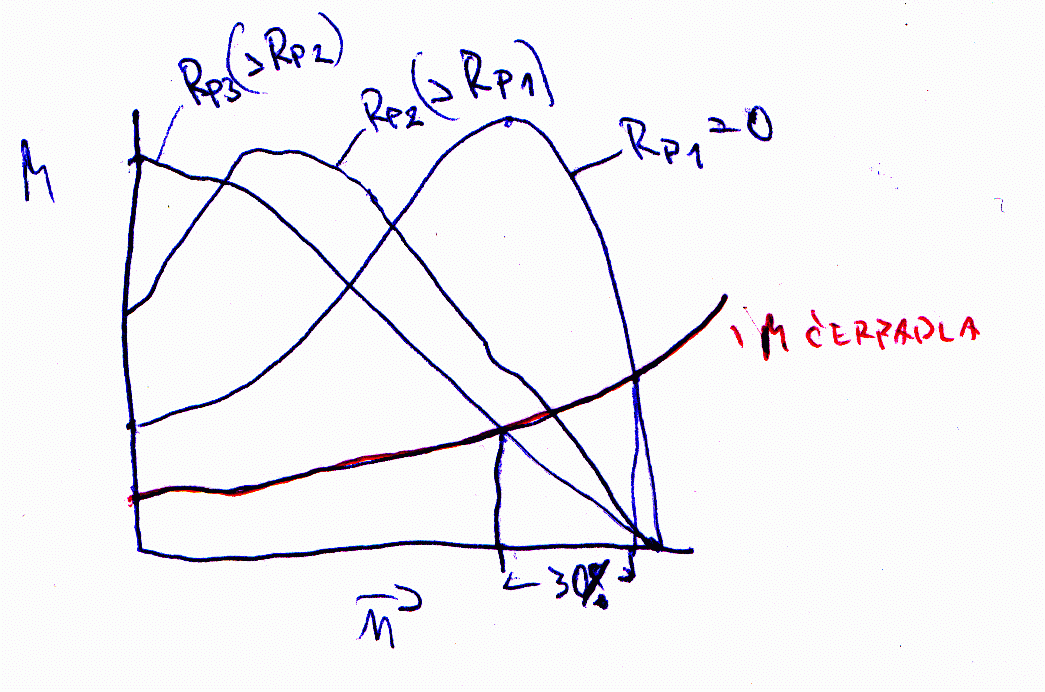 Rp3(>Rp2)
Rp2(>Rp1)
Rp1=0
M
M ČERPADLA
30%
n